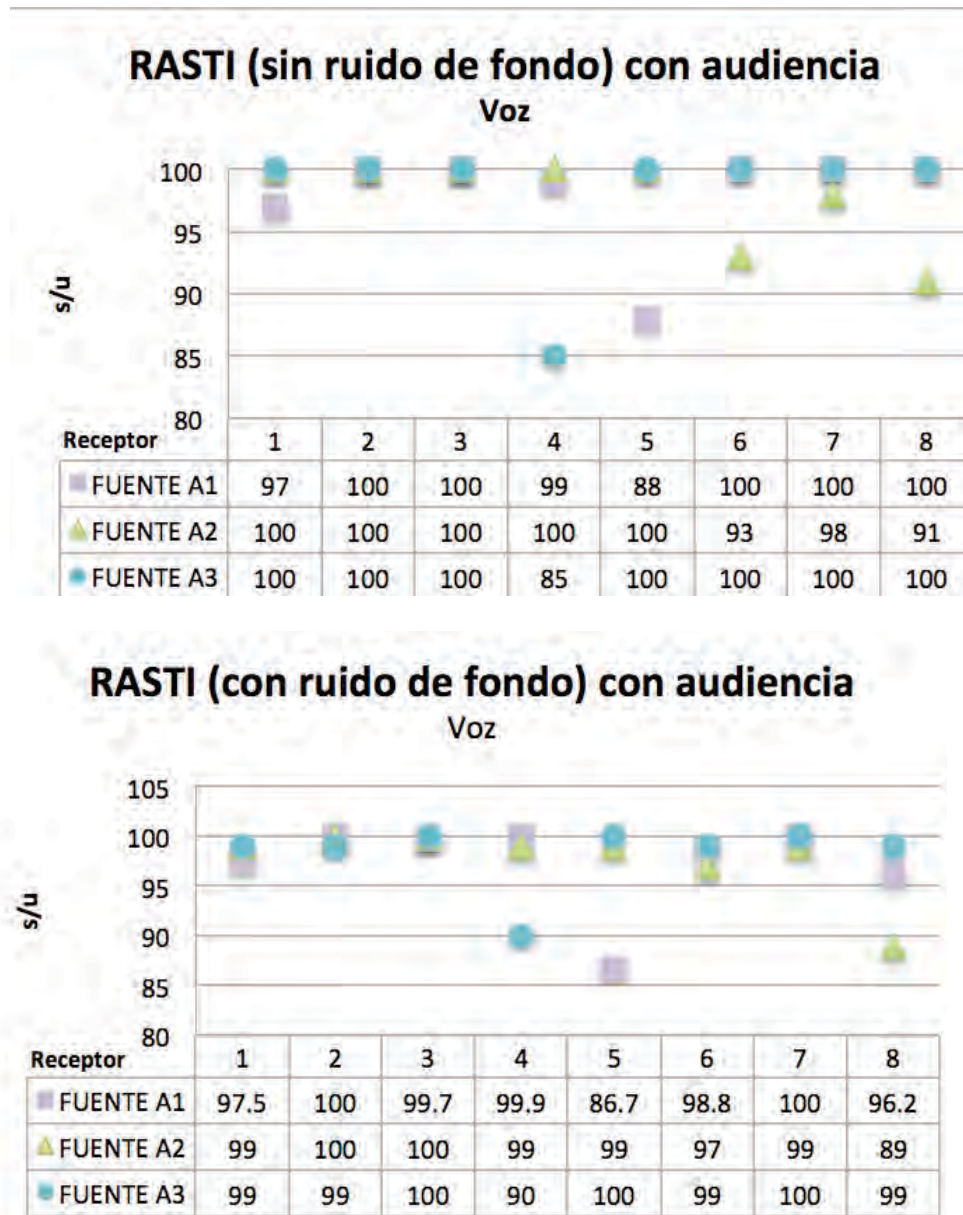 RASTI (sin ruido de fondo) con audiencia
Voz
100
95
90
85
80
s/u
Receptor 1 2 3 4 5 6 7 8
FUENTE A1 97 100 100 99 88 100 100 100
FUENTE A2 100 100 100 100 100 93 98 91
FUENTE A3 100 100 100 85 100 100 100 100
RASTI (con ruido de fondo) con audiencia
Voz
105
100
95
90
85
80
s/u
Receptor 1 2 3 4 5 6 7 8
FUENTE A1 97.5 100 99.7 99.9 86.7 98.8 100 96.2
FUENTE A2 99 100 100 99 99 97 99 89
FUENTE A3 99 99 100 90 100 99 100 99